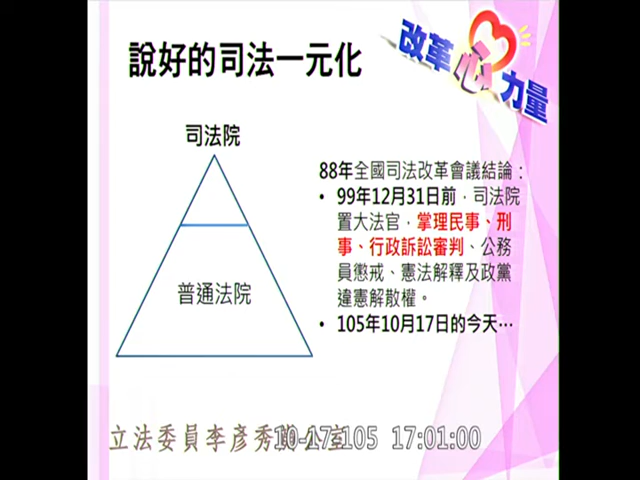 改革心力量
說好的司法一元化
司法院
普通法院
88年全國司法改革會議結論：
• 99年12月31日前，司法院
置大法官，掌理民事、刑
事、行政訴訟審判、公務
員懲戒、憲法解釋及政黨
違憲解散權。
• 105年10月17日的今天…
立法委員李彥秀 室
10-17-105 17:01:00